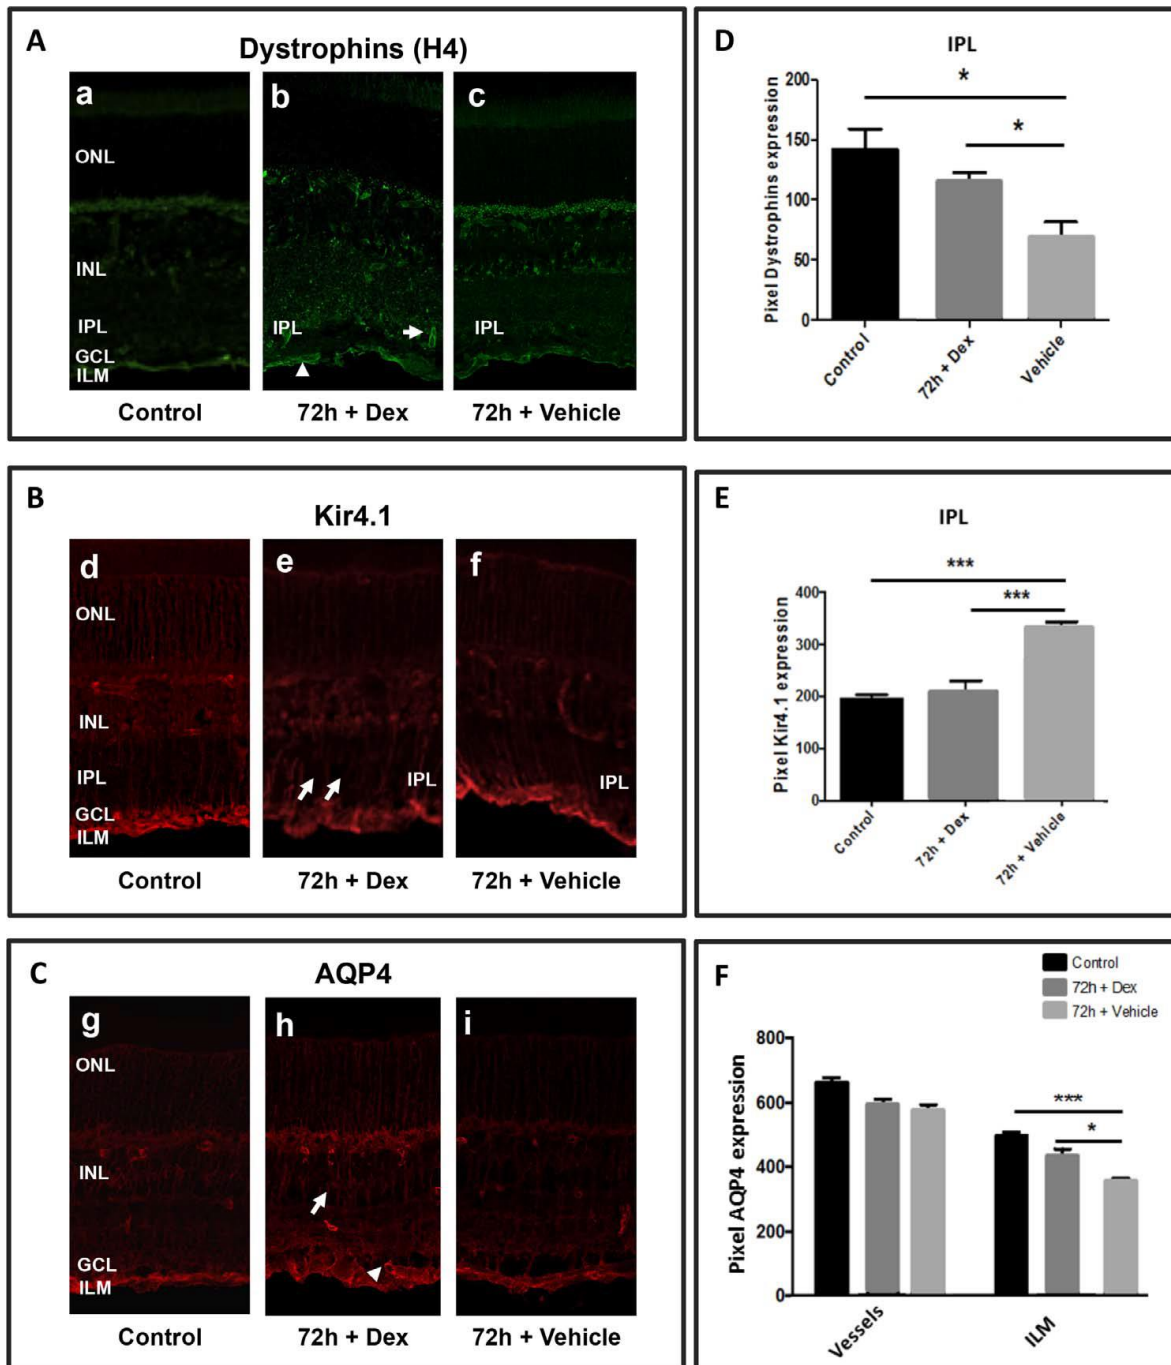 A
Dystrophins (H4)
a
b
c
ONL
INL
IPL
GCL
ILM
IPL
IPL
Control
72h + Dex
72h + Vehicle
D
IPL
Pixel Dystrophins expression
200
150
100
50
0
*
*
Control
72h + Dex
Vehicle
B
Kir4.1
d
e
f
ONL
INL
IPL
GCL
ILM
IPL
IPL
Control
72h + Dex
72h + Vehicle
E
IPL
Pixel Kir4.1 expression
400
300
200
100
0
***
***
Control
72h + Dex
72h + Vehicle
C
AQP4
g
h
i
ONL
INL
GCL
ILM
Control
72h + Dex
72h + Vehicle
F
Control
72h + Dex
72h + Vehicle
Pixel AQP4 expression
800
600
400
200
0
***
*
Vessels
ILM